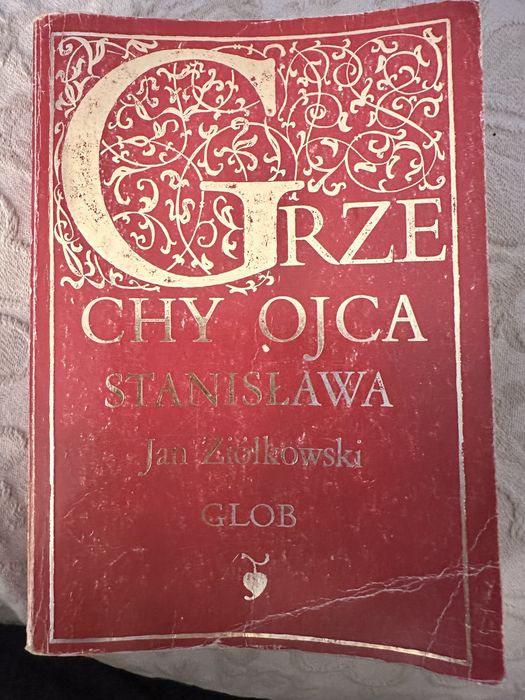 GRZE
CHY OJCA
STANISŁAWA
Jan Ziółkowski
GLOB